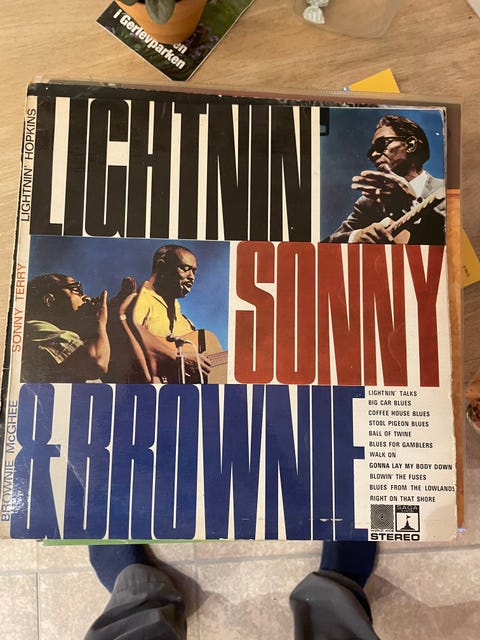 i Gerlevparken
LIGHTNIN' HOPKINS
SONNY TERRY
BROWNIE McGHEE
LIGHTNIN'
SONNY
& BROWNIE
LIGHTNIN' TALKS
BIG CAR BLUES
COFFEE HOUSE BLUES
STOOL PIGEON BLUES
BALL OF TWINE
BLUES FOR GAMBLERS
WALK ON
GONNA LAY MY BODY DOWN
BLOWIN' THE FUSES
BLUES FROM THE LOWLANDS
RIGHT ON THAT SHORE
SAGA
STEREO